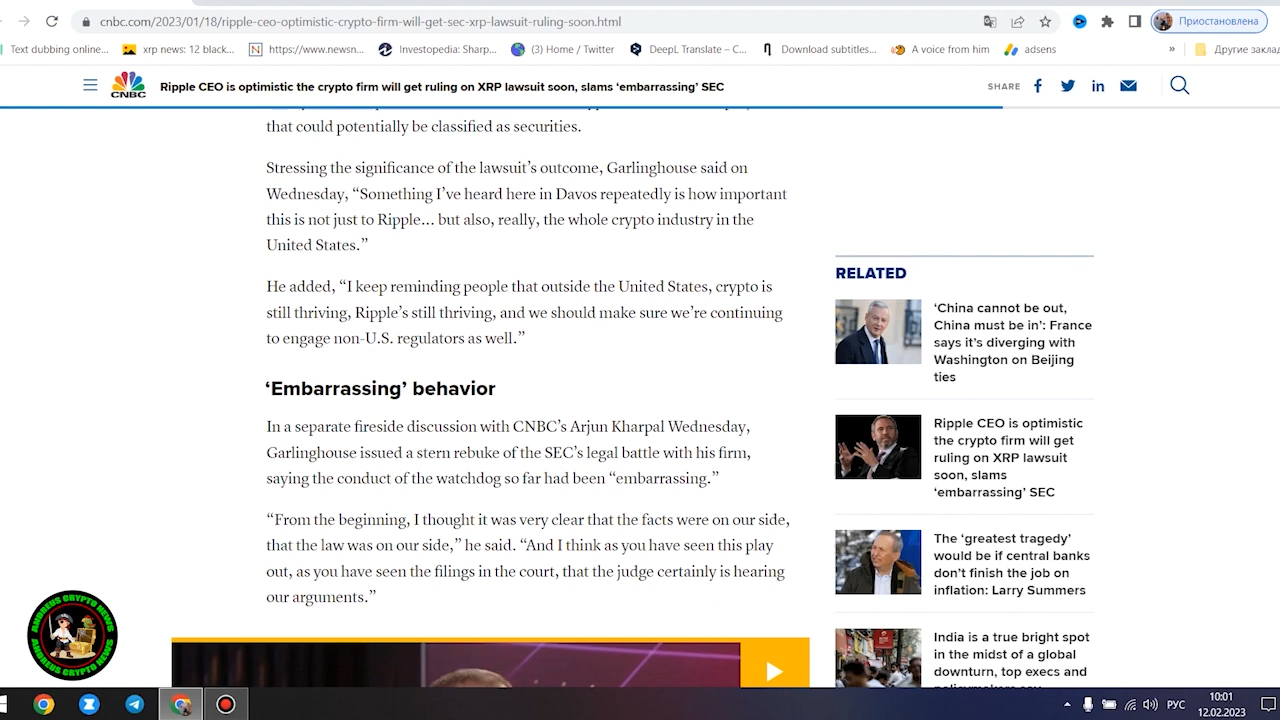 cnbc.com/2023/01/18/ripple-ceo-optimistic-crypto-firm-will-get-sec-xrp-lawsuit-ruling-soon.html
Приостановлена
Text dubbing online...
xrp news: 12 black...
https://www.newsn...
Investopedia: Sharp...
(3) Home / Twitter
DeepL Translate – C...
Download subtitles...
A voice from him
adsens
»
Другие закла
CNBC
Ripple CEO is optimistic the crypto firm will get ruling on XRP lawsuit soon, slams ‘embarrassing’ SEC
SHARE
that could potentially be classified as securities.
Stressing the significance of the lawsuit’s outcome, Garlinghouse said on
Wednesday, “Something I’ve heard here in Davos repeatedly is how important
this is not just to Ripple… but also, really, the whole crypto industry in the
United States.”
He added, “I keep reminding people that outside the United States, crypto is
still thriving, Ripple’s still thriving, and we should make sure we’re continuing
to engage non-U.S. regulators as well.”
‘Embarrassing’ behavior
In a separate fireside discussion with CNBC’s Arjun Kharpal Wednesday,
Garlinghouse issued a stern rebuke of the SEC’s legal battle with his firm,
saying the conduct of the watchdog so far had been “embarrassing.”
“From the beginning, I thought it was very clear that the facts were on our side,
that the law was on our side,” he said. “And I think as you have seen this play
out, as you have seen the filings in the court, that the judge certainly is hearing
our arguments.”
RELATED
‘China cannot be out,
China must be in’: France
says it’s diverging with
Washington on Beijing
ties
Ripple CEO is optimistic
the crypto firm will get
ruling on XRP lawsuit
soon, slams
‘embarrassing’ SEC
The ‘greatest tragedy’
would be if central banks
don’t finish the job on
inflation: Larry Summers
India is a true bright spot
in the midst of a global
downturn, top execs and
ANDREUS CRYPTO NEWS
ANDREUS CRYPTO NEWS
РУС
10:01
12.02.2023